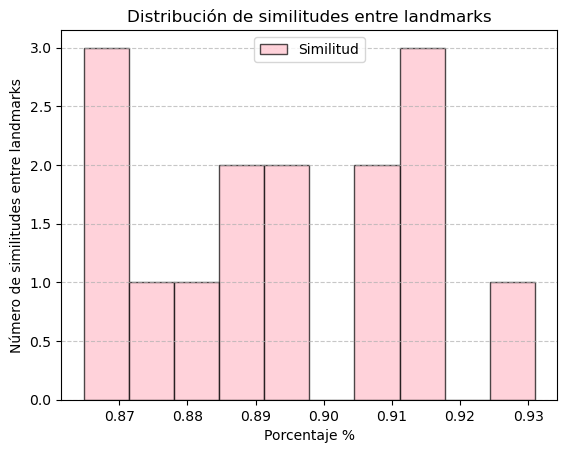 Distribución de similitudes entre landmarks
Similitud
Número de similitudes entre landmarks
3.0
2.5
2.0
1.5
1.0
0.5
0.0
0.87 0.88 0.89 0.90 0.91 0.92 0.93
Porcentaje %